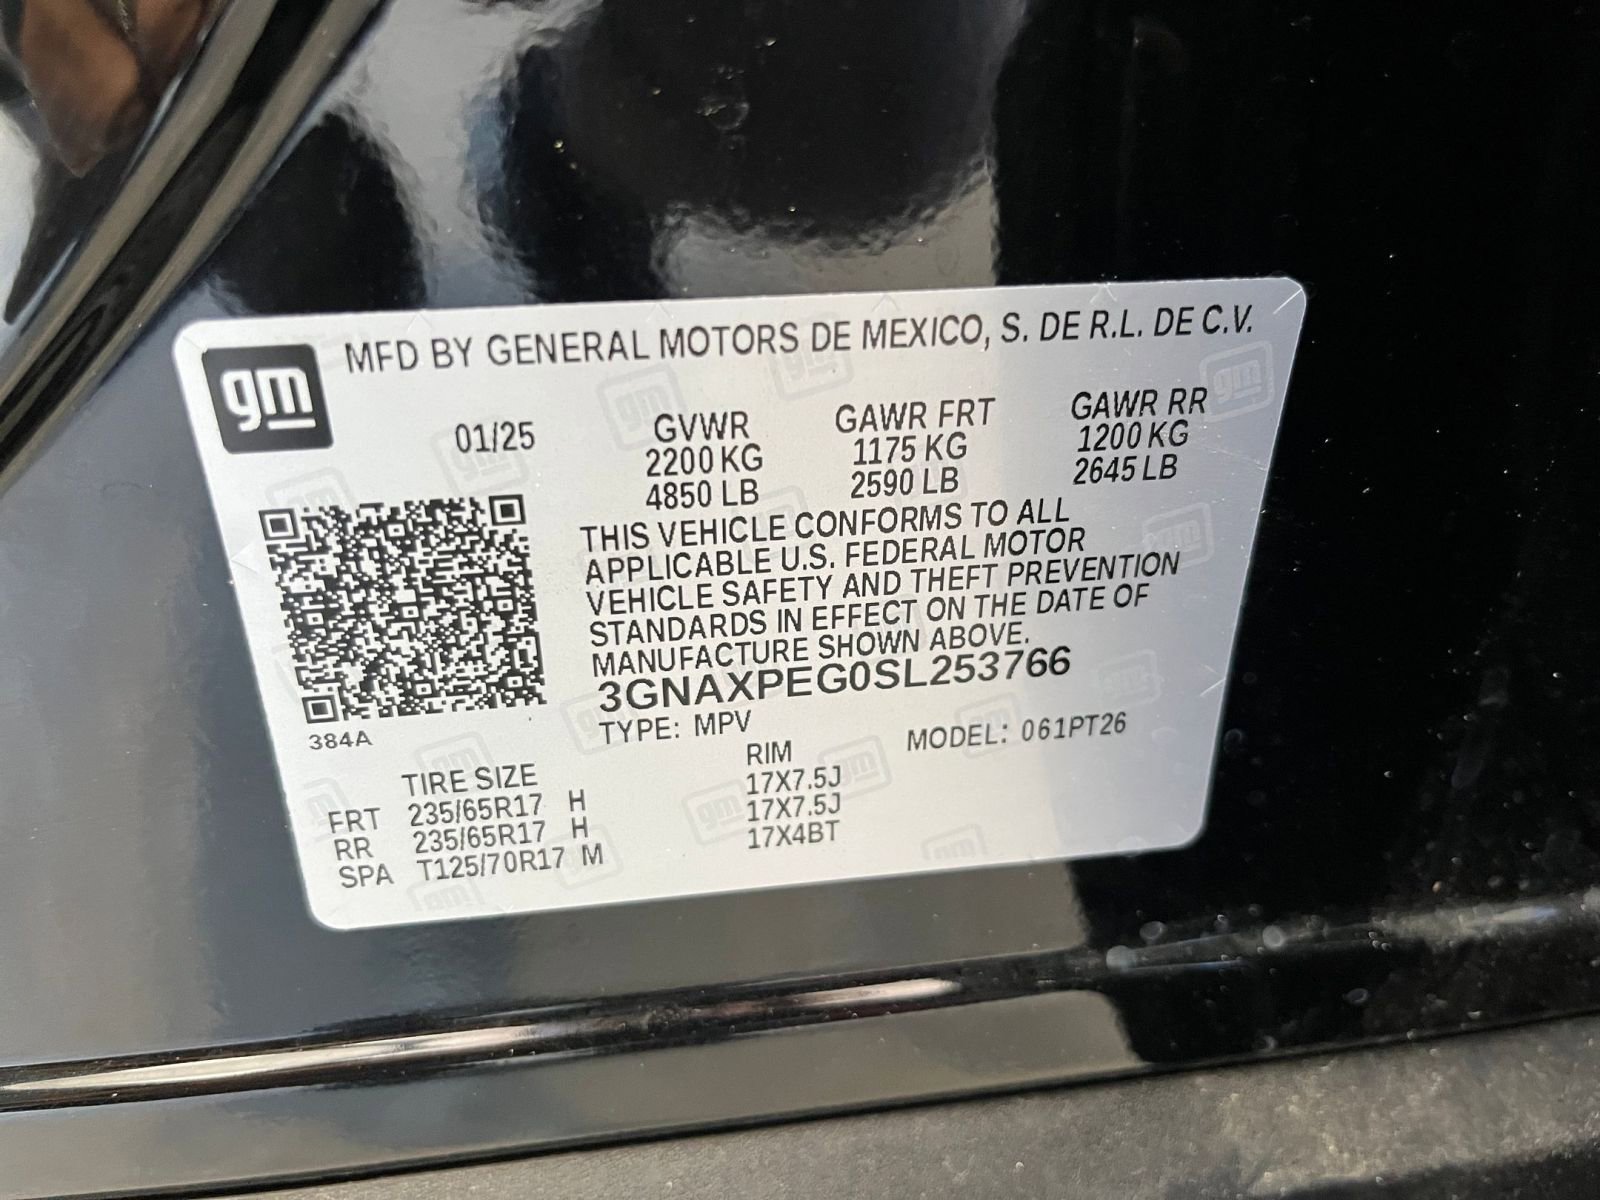 gm
MFD BY GENERAL MOTORS DE MEXICO, S. DE R.L. DE C.V.
01/25 GVWR GAWR FRT GAWR RR
2200 KG 1175 KG 1200 KG
4850 LB 2590 LB 2645 LB
THIS VEHICLE CONFORMS TO ALL
APPLICABLE U.S. FEDERAL MOTOR
VEHICLE SAFETY AND THEFT PREVENTION
STANDARDS IN EFFECT ON THE DATE OF
MANUFACTURE SHOWN ABOVE.
3GNAXPEG0SL253766
TYPE: MPV MODEL: 061PT26
384A
TIRE SIZE RIM
FRT 235/65R17 H 17X7.5J
RR 235/65R17 H 17X7.5J
SPA T125/70R17 M 17X4BT